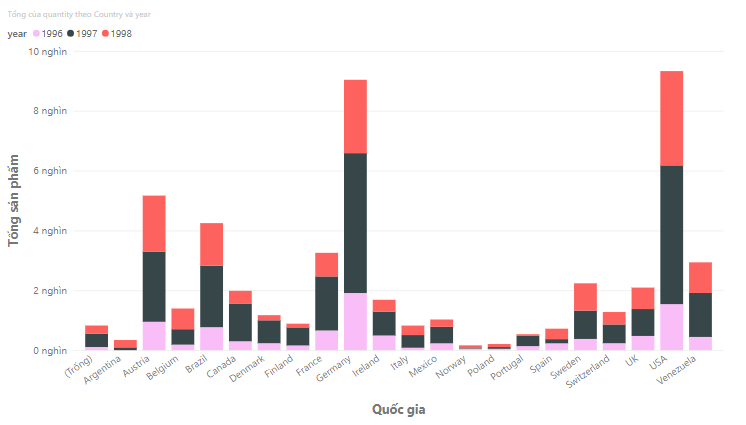 Tổng của quantity theo Country và year
year 1996 1997 1998
10 nghìn
8 nghìn
6 nghìn
4 nghìn
2 nghìn
0 nghìn
Tổng sản phẩm
(Trống) Argentina Austria Belgium Brazil Canada Denmark Finland France Germany Ireland Italy Mexico Norway Poland Portugal Spain Sweden Switzerland UK USA Venezuela
Quốc gia